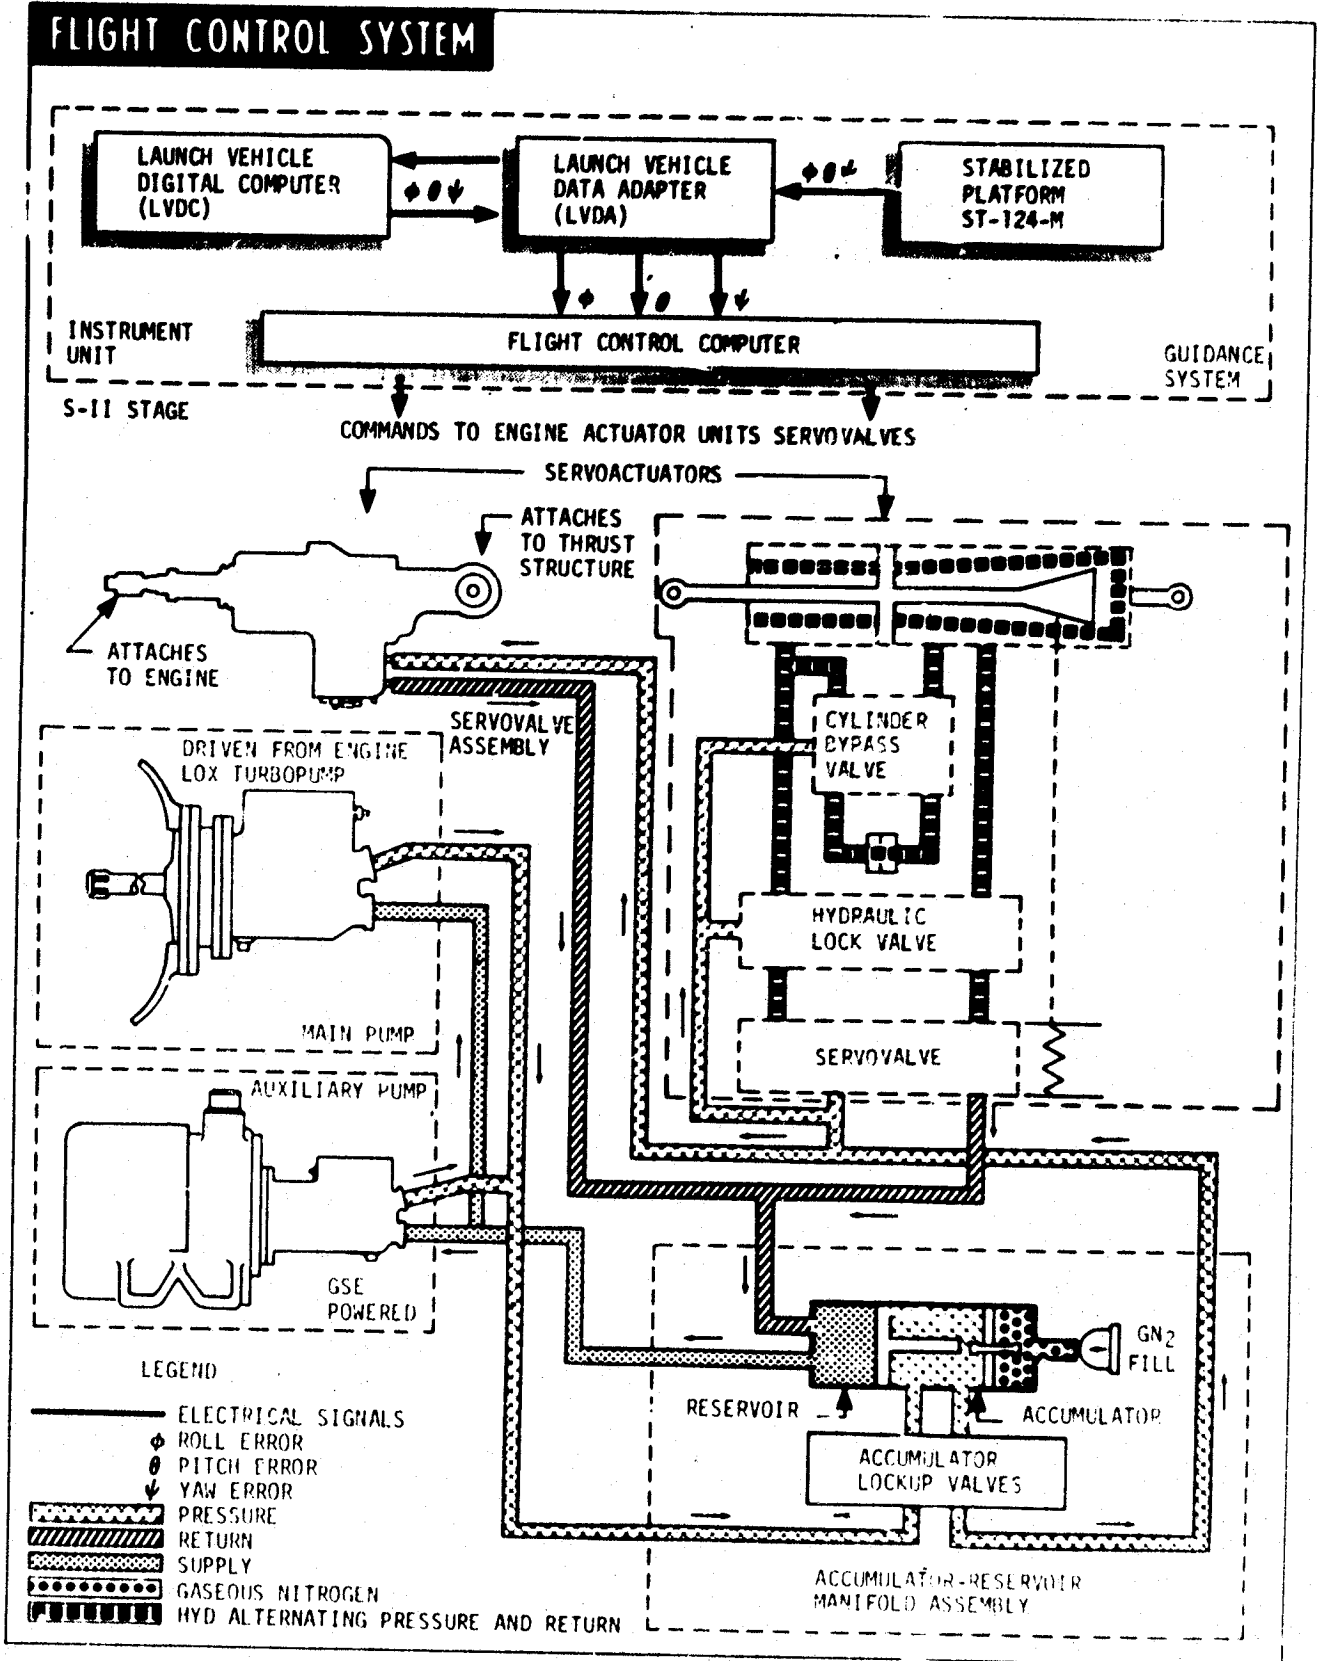 FLIGHT CONTROL SYSTEM
LAUNCH VEHICLE
DIGITAL COMPUTER
(LVDC)
ϕ θ ψ
LAUNCH VEHICLE
DATA ADAPTER
(LVDA)
ϕ θ ψ
STABILIZED
PLATFORM
ST-124-M
ϕ
θ
ψ
INSTRUMENT
UNIT
FLIGHT CONTROL COMPUTER
GUIDANCE
SYSTEM
S-II STAGE
COMMANDS TO ENGINE ACTUATOR UNITS SERVOVALVES
SERVOACTUATORS
ATTACHES
TO THRUST
STRUCTURE
ATTACHES
TO ENGINE
SERVOVALVE
ASSEMBLY
CYLINDER
BYPASS
VALVE
DRIVEN FROM ENGINE
LOX TURBOPUMP
HYDRAULIC
LOCK VALVE
MAIN PUMP
SERVOVALVE
AUXILIARY PUMP
GSE
POWERED
GN2
FILL
RESERVOIR
ACCUMULATOR
ACCUMULATOR
LOCKUP VALVES
ACCUMULATOR-RESERVOIR
MANIFOLD ASSEMBLY
LEGEND
ELECTRICAL SIGNALS
ϕ ROLL ERROR
θ PITCH ERROR
ψ YAW ERROR
PRESSURE
RETURN
SUPPLY
GASEOUS NITROGEN
HYD ALTERNATING PRESSURE AND RETURN